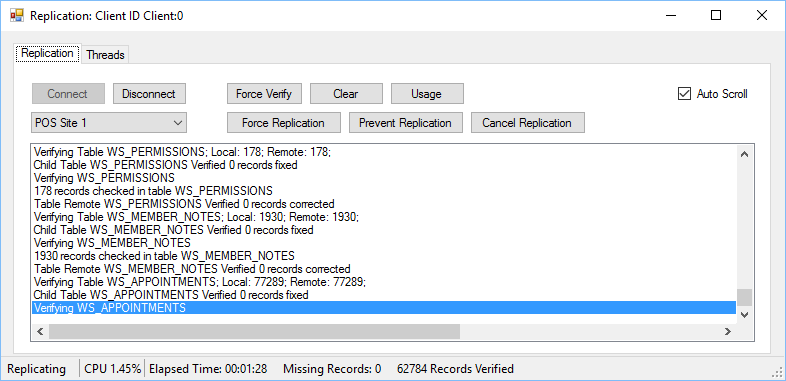 Replication: Client ID Client:0
Replication Threads
Connect Disconnect Force Verify Clear Usage Auto Scroll
POS Site 1 Force Replication Prevent Replication Cancel Replication
Verifying Table WS_PERMISSIONS; Local: 178; Remote: 178;
Child Table WS_PERMISSIONS Verified 0 records fixed
Verifying WS_PERMISSIONS
178 records checked in table WS_PERMISSIONS
Table Remote WS_PERMISSIONS Verified 0 records corrected
Verifying Table WS_MEMBER_NOTES; Local: 1930; Remote: 1930;
Child Table WS_MEMBER_NOTES Verified 0 records fixed
Verifying WS_MEMBER_NOTES
1930 records checked in table WS_MEMBER_NOTES
Table Remote WS_MEMBER_NOTES Verified 0 records corrected
Verifying Table WS_APPOINTMENTS; Local: 77289; Remote: 77289;
Child Table WS_APPOINTMENTS Verified 0 records fixed
Verifying WS_APPOINTMENTS
Replicating CPU 1.45% Elapsed Time: 00:01:28 Missing Records: 0 62784 Records Verified